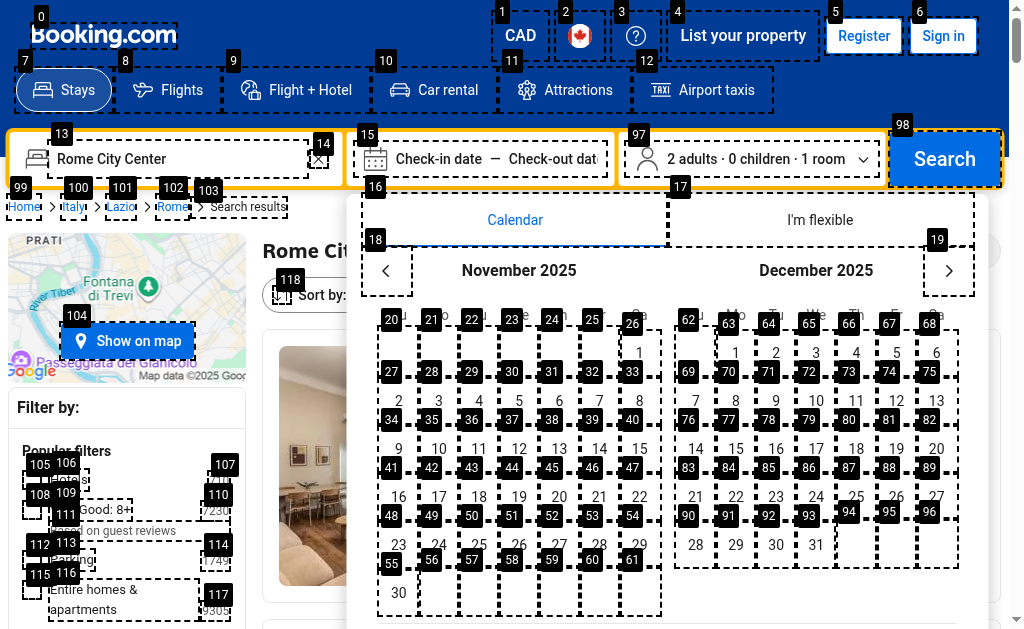 0
1
2
3
4
5
6
Booking.com
CAD
List your property
Register
Sign in
7
8
9
10
11
12
Stays
Flights
Flight + Hotel
Car rental
Attractions
Airport taxis
13
14
15
97
98
Rome City Center
Check-in date — Check-out dat
2 adults · 0 children · 1 room
Search
99
100
101
102
103
16
17
Home
Italy
Lazio
Rome
Search results
Calendar
I'm flexible
18
19
November 2025
December 2025
PRATI
Fontana
di Trevi
River Tiber
104
Show on map
Passeggiata del Gianicolo
Google
Map data ©2025 Goog
Rome Cit
118
Sort by:
20 21 22 23 24 25 26
1
27 28 29 30 31 32 33
2 3 4 5 6 7 8
34 35 36 37 38 39 40
9 10 11 12 13 14 15
41 42 43 44 45 46 47
16 17 18 19 20 21 22
48 49 50 51 52 53 54
23 24 25 26 27 28 29
55 56 57 58 59 60 61
30
62 63 64 65 66 67 68
1 2 3 4 5 6
69 70 71 72 73 74 75
7 8 9 10 11 12 13
76 77 78 79 80 81 82
14 15 16 17 18 19 20
83 84 85 86 87 88 89
21 22 23 24 25 26 27
90 91 92 93 94 95 96
28 29 30 31
Filter by:
Popular filters
105 106 107
Hotels
108 109 110
Good: 8+
7230
111
Based on guest reviews
112 113 114
Parking
1749
115 116
Entire homes &
apartments
117
9305